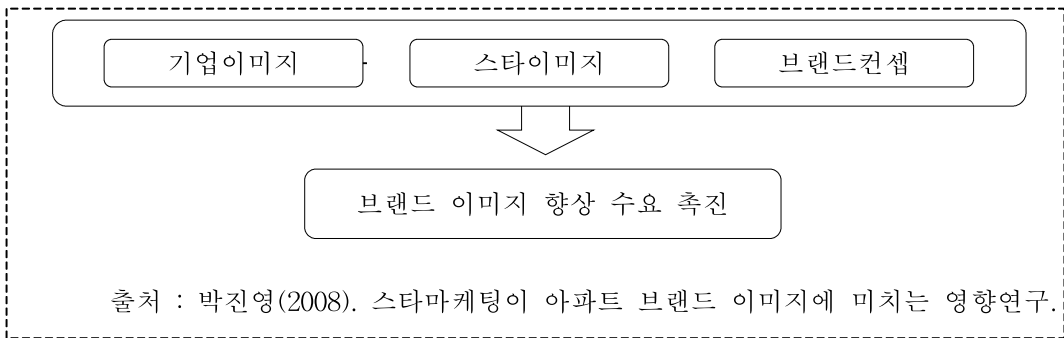 기업이미지 스타이미지 브랜드컨셉
브랜드 이미지 향상 수요 촉진
출처 : 박진영(2008). 스타마케팅이 아파트 브랜드 이미지에 미치는 영향연구.